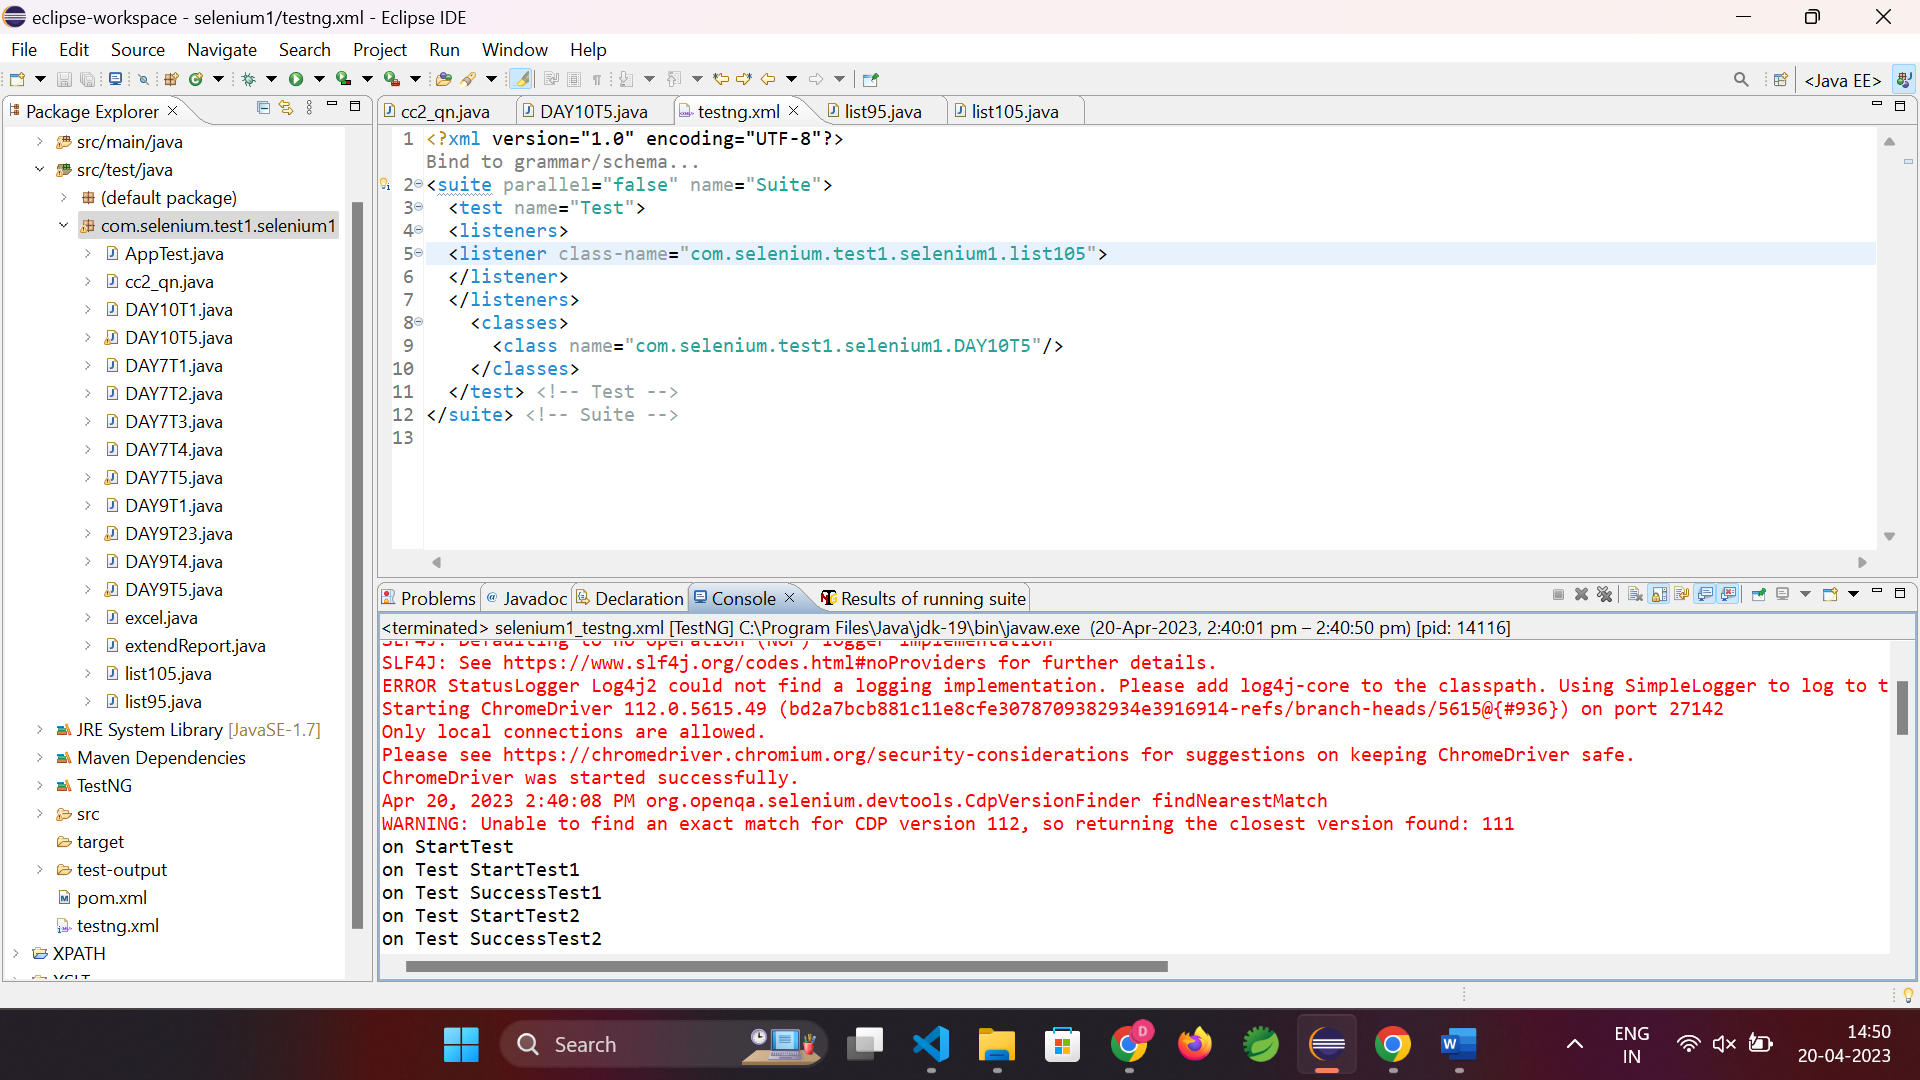 eclipse-workspace - selenium1/testng.xml - Eclipse IDE
File Edit Source Navigate Search Project Run Window Help
<Java EE>
Package Explorer
src/main/java
src/test/java
(default package)
com.selenium.test1.selenium1
AppTest.java
cc2_qn.java
DAY10T1.java
DAY10T5.java
DAY7T1.java
DAY7T2.java
DAY7T3.java
DAY7T4.java
DAY7T5.java
DAY9T1.java
DAY9T23.java
DAY9T4.java
DAY9T5.java
excel.java
extendReport.java
list105.java
list95.java
JRE System Library [JavaSE-1.7]
Maven Dependencies
TestNG
src
target
test-output
pom.xml
testng.xml
XPATH
cc2_qn.java DAY10T5.java testng.xml list95.java list105.java
1 <?xml version="1.0" encoding="UTF-8"?>
Bind to grammar/schema...
2 <suite parallel="false" name="Suite">
3 <test name="Test">
4 <listeners>
5 <listener class-name="com.selenium.test1.selenium1.list105">
6 </listener>
7 </listeners>
8 <classes>
9 <class name="com.selenium.test1.selenium1.DAY10T5"/>
10 </classes>
11 </test> <!-- Test -->
12 </suite> <!-- Suite -->
13
Problems @ Javadoc Declaration Console Results of running suite
<terminated> selenium1_testng.xml [TestNG] C:\Program Files\Java\jdk-19\bin\javaw.exe (20-Apr-2023, 2:40:01 pm – 2:40:50 pm) [pid: 14116]
SLF4J: Defaulting to no-operation (NOP) logger implementation
SLF4J: See https://www.slf4j.org/codes.html#noProviders for further details.
ERROR StatusLogger Log4j2 could not find a logging implementation. Please add log4j-core to the classpath. Using SimpleLogger to log to t
Starting ChromeDriver 112.0.5615.49 (bd2a7bcb881c11e8cfe3078709382934e3916914-refs/branch-heads/5615@{#936}) on port 27142
Only local connections are allowed.
Please see https://chromedriver.chromium.org/security-considerations for suggestions on keeping ChromeDriver safe.
ChromeDriver was started successfully.
Apr 20, 2023 2:40:08 PM org.openqa.selenium.devtools.CdpVersionFinder findNearestMatch
WARNING: Unable to find an exact match for CDP version 112, so returning the closest version found: 111
on StartTest
on Test StartTest1
on Test SuccessTest1
on Test StartTest2
on Test SuccessTest2
Search
D
ENG
IN
14:50
20-04-2023